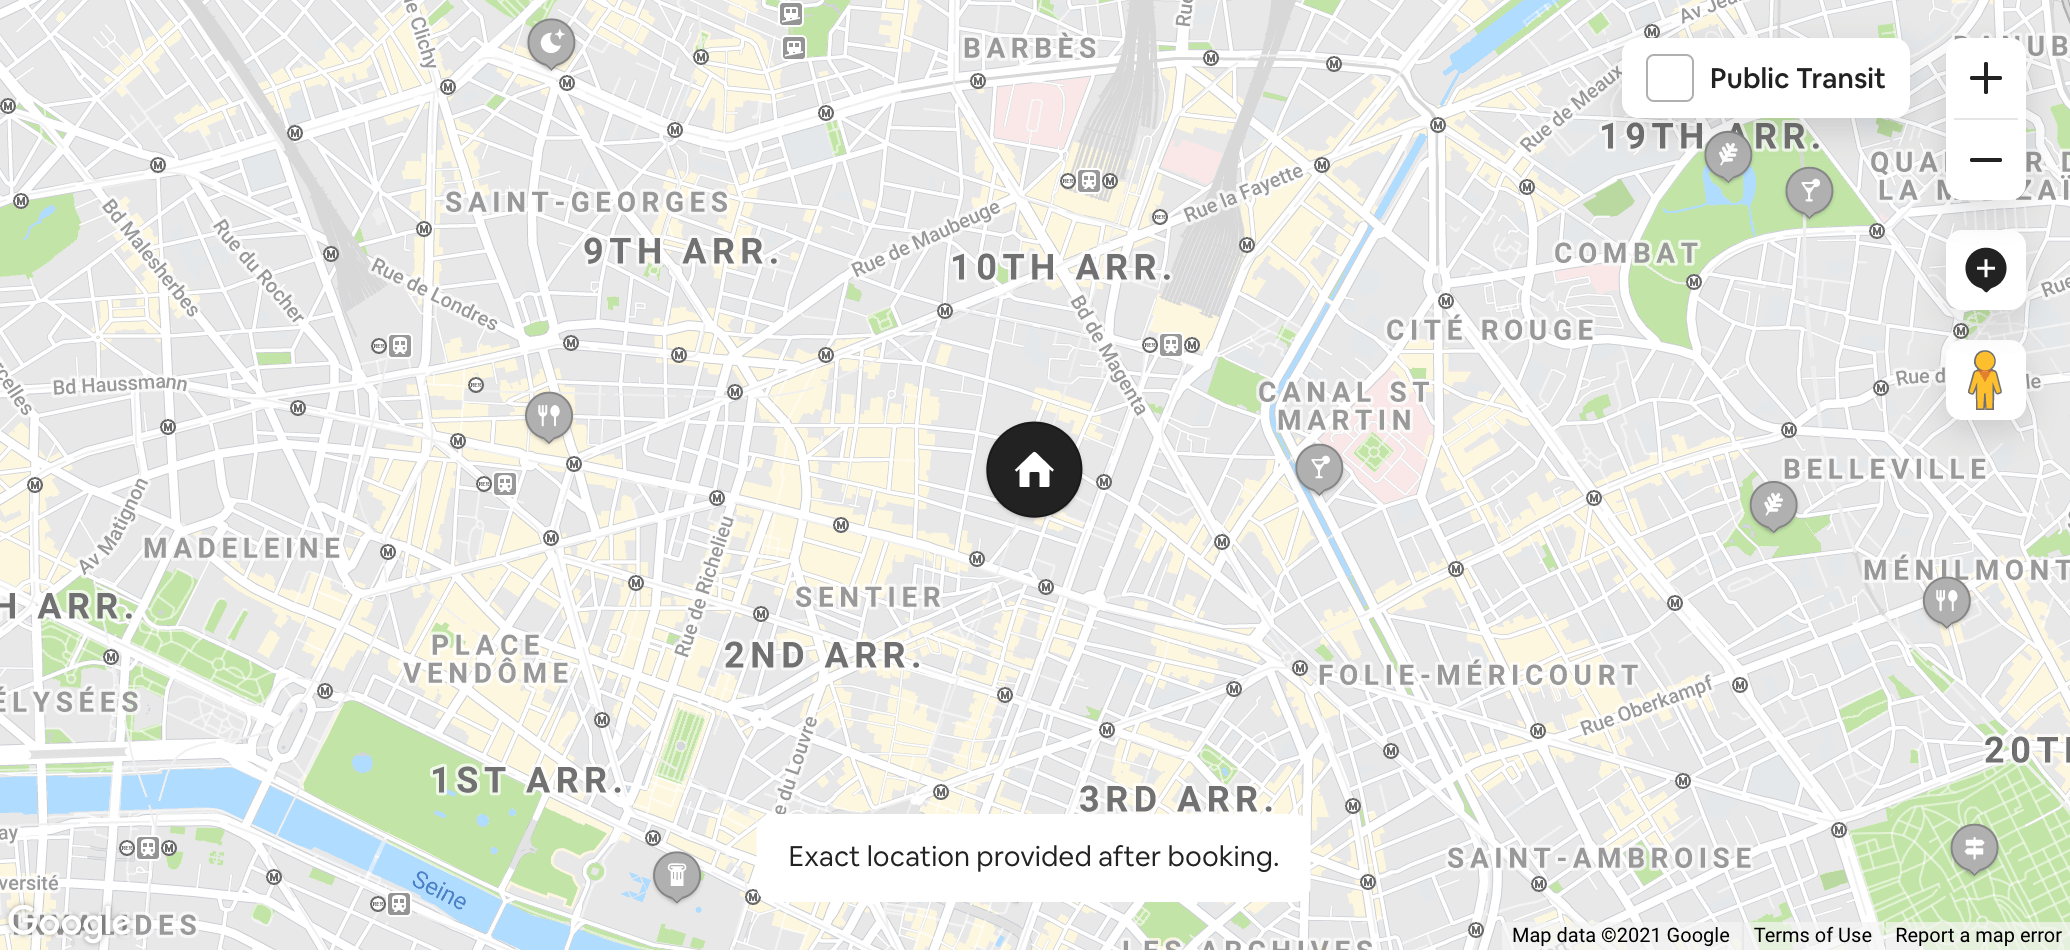 de Clichy
BARBÈS
Rue
Av Jea
Rue de Meaux
Public Transit
19TH ARR.
SAINT-GEORGES
9TH ARR.
Rue de Maubeuge
Rue la Fayette
10TH ARR.
COMBAT
Bd Malesherbes
Rue du Rocher
Rue de Londres
Bd de Magenta
CITÉ ROUGE
Bd Haussmann
Rue d
CANAL ST
MARTIN
BELLEVILLE
Av Matignon
MADELEINE
Rue de Richelieu
SENTIER
MÉNILMONT
H ARR.
PLACE
VENDÔME
2ND ARR.
FOLIE-MÉRICOURT
ÉLYSÉES
Rue Oberkampf
e du Louvre
20T
1ST ARR.
3RD ARR.
Exact location provided after booking.
SAINT-AMBROISE
versité
Seine
Google
LES ARCHIVES
Map data ©2021 Google
Terms of Use
Report a map error